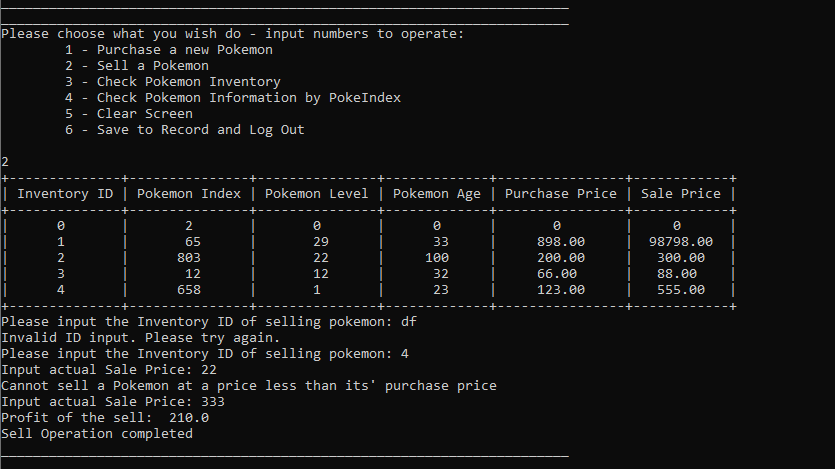 Please choose what you wish do - input numbers to operate:
1 - Purchase a new Pokemon
2 - Sell a Pokemon
3 - Check Pokemon Inventory
4 - Check Pokemon Information by PokeIndex
5 - Clear Screen
6 - Save to Record and Log Out
2
| Inventory ID | Pokemon Index | Pokemon Level | Pokemon Age | Purchase Price | Sale Price |
| 0 | 2 | 0 | 0 | 0 | 0 |
| 1 | 65 | 29 | 33 | 898.00 | 98798.00 |
| 2 | 803 | 22 | 100 | 200.00 | 300.00 |
| 3 | 12 | 12 | 32 | 66.00 | 88.00 |
| 4 | 658 | 1 | 23 | 123.00 | 555.00 |
Please input the Inventory ID of selling pokemon: df
Invalid ID input. Please try again.
Please input the Inventory ID of selling pokemon: 4
Input actual Sale Price: 22
Cannot sell a Pokemon at a price less than its' purchase price
Input actual Sale Price: 333
Profit of the sell:  210.0
Sell Operation completed